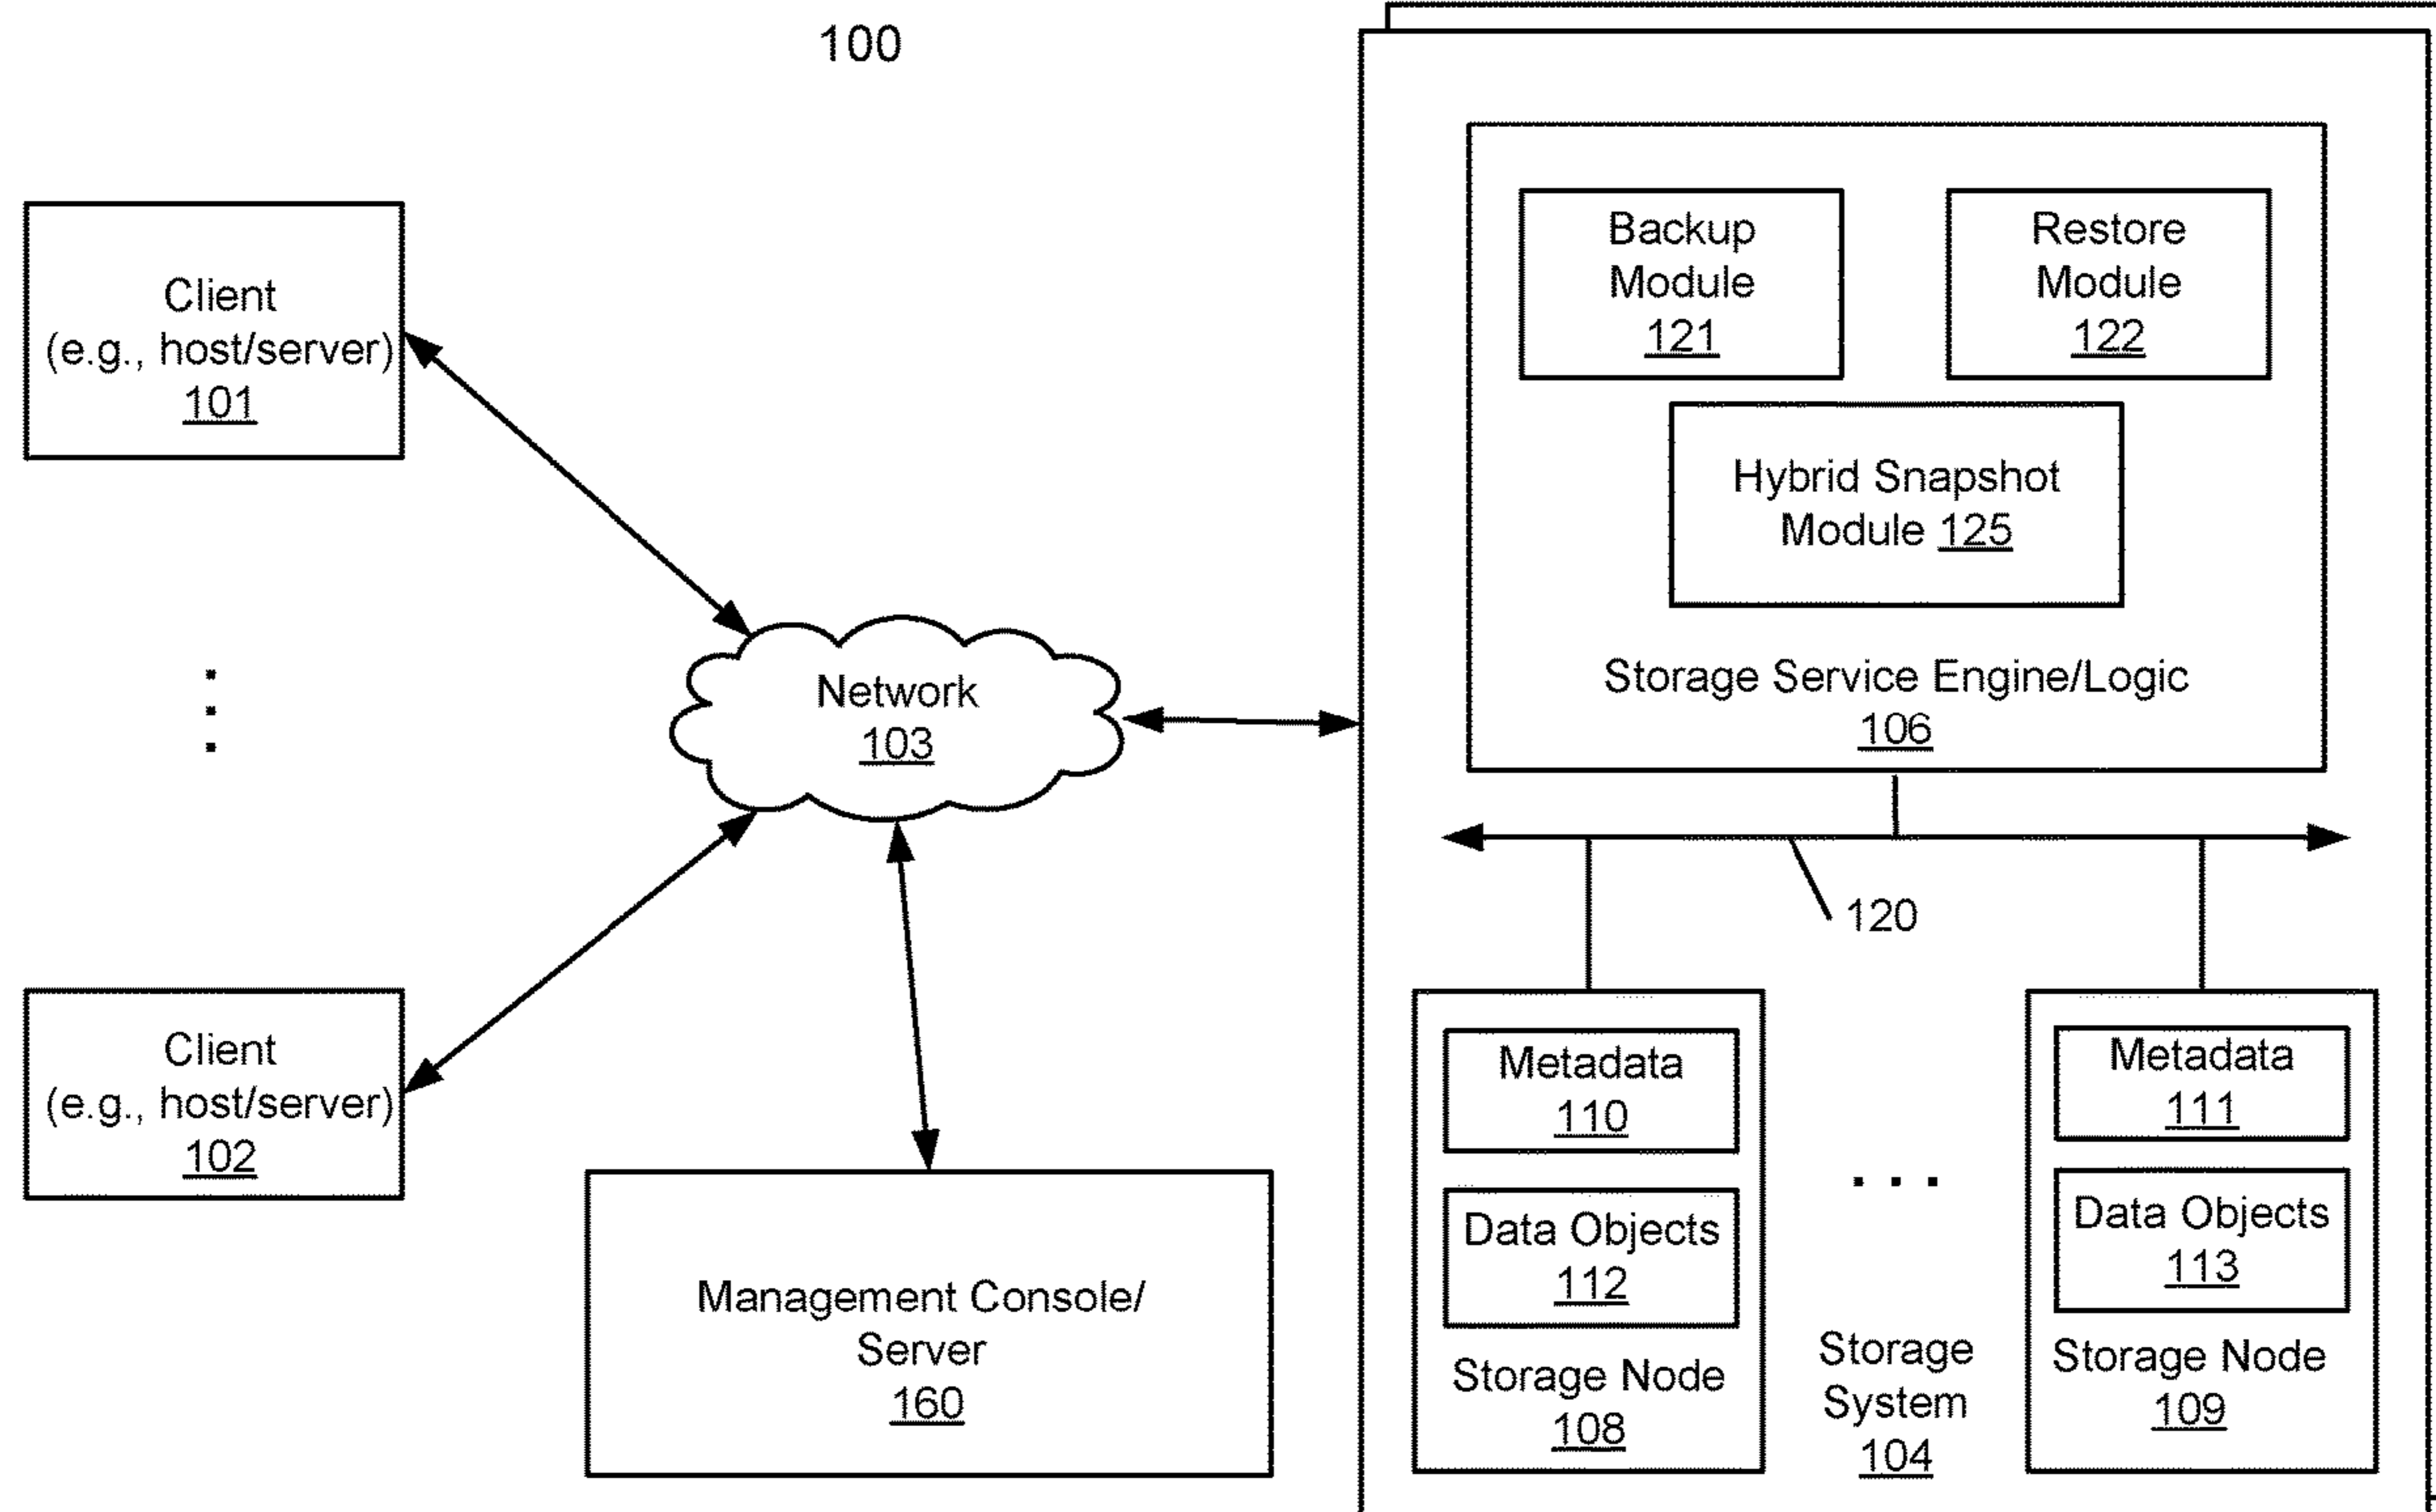 100
Client
(e.g., host/server)
101
Client
(e.g., host/server)
102
Network
103
Management Console/
Server
160
Backup
Module
121
Restore
Module
122
Hybrid Snapshot
Module 125
Storage Service Engine/Logic
106
120
Metadata
110
Data Objects
112
Storage Node
108
Storage
System
104
Metadata
111
Data Objects
113
Storage Node
109